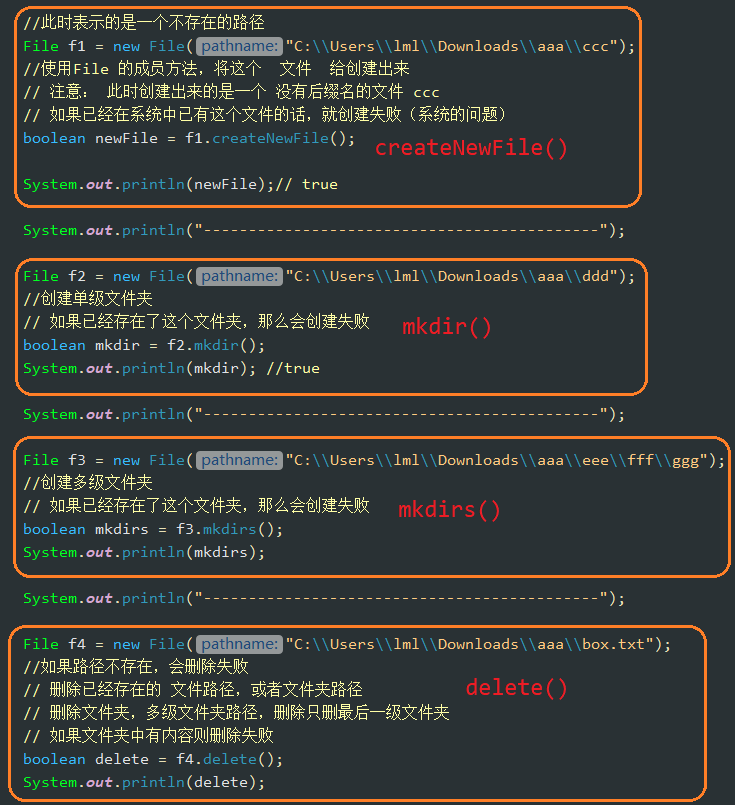 //此时表示的是一个不存在的路径
File f1 = new File( pathname: "C:\\Users\\lml\\Downloads\\aaa\\ccc");
//使用File 的成员方法，将这个  文件  给创建出来
// 注意： 此时创建出来的是一个 没有后缀名的文件 ccc
// 如果已经在系统中已有这个文件的话，就创建失败（系统的问题）
boolean newFile = f1.createNewFile();
createNewFile()
System.out.println(newFile);// true
System.out.println("--------------------------------------------");
File f2 = new File( pathname: "C:\\Users\\lml\\Downloads\\aaa\\ddd");
//创建单级文件夹
// 如果已经存在了这个文件夹，那么会创建失败
mkdir()
boolean mkdir = f2.mkdir();
System.out.println(mkdir); //true
System.out.println("--------------------------------------------");
File f3 = new File( pathname: "C:\\Users\\lml\\Downloads\\aaa\\eee\\fff\\ggg");
//创建多级文件夹
// 如果已经存在了这个文件夹，那么会创建失败
mkdirs()
boolean mkdirs = f3.mkdirs();
System.out.println(mkdirs);
System.out.println("--------------------------------------------");
File f4 = new File( pathname: "C:\\Users\\lml\\Downloads\\aaa\\box.txt");
//如果路径不存在，会删除失败
// 删除已经存在的 文件路径，或者文件夹路径
delete()
// 删除文件夹，多级文件夹路径，删除只删最后一级文件夹
// 如果文件夹中有内容则删除失败
boolean delete = f4.delete();
System.out.println(delete);